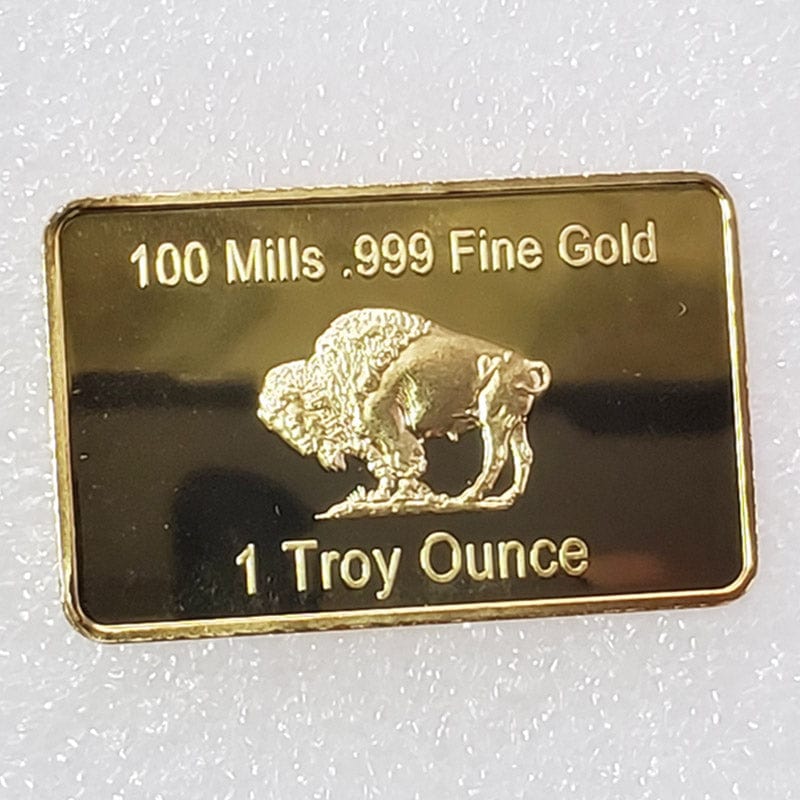 100 Mills .999 Fine Gold
1 Troy Ounce